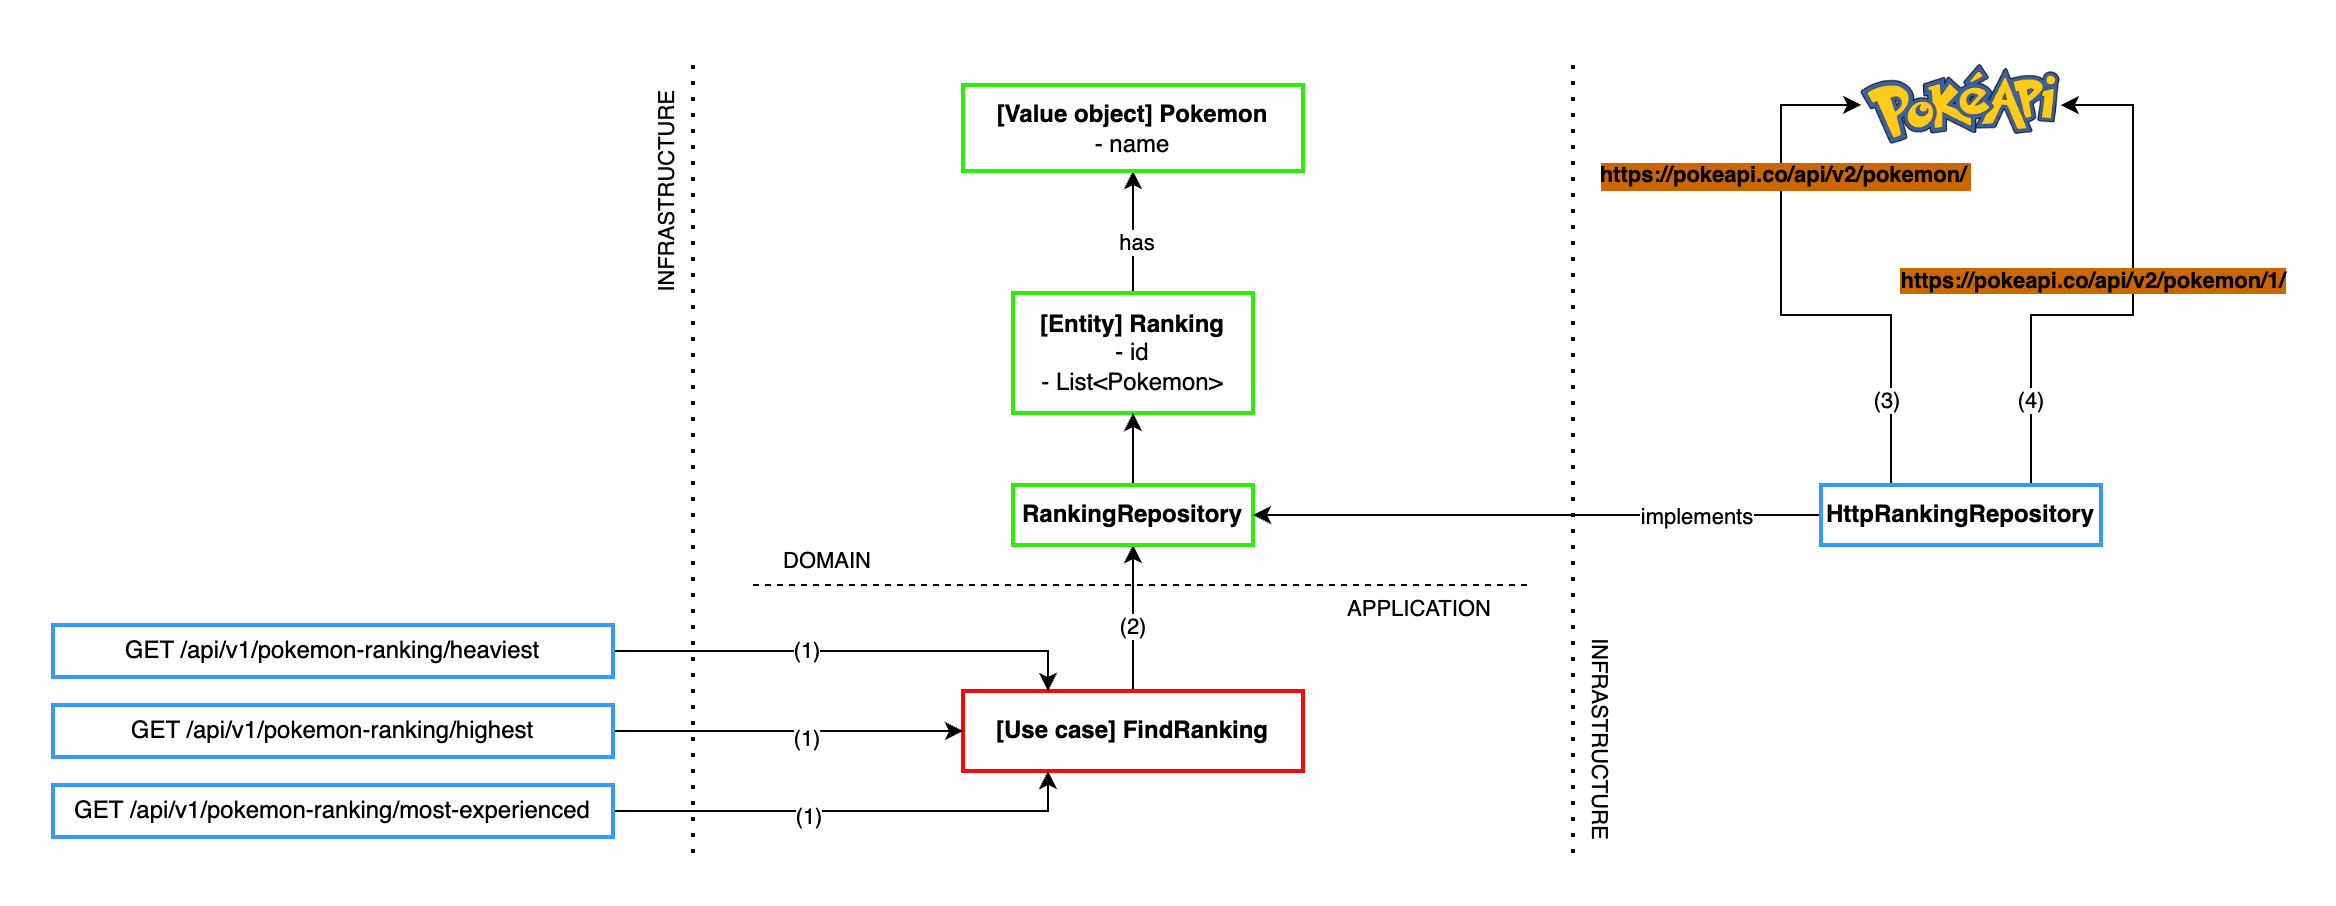 INFRASTRUCTURE
[Value object] Pokemon
- name
has
[Entity] Ranking
- id
- List<Pokemon>
RankingRepository
DOMAIN
APPLICATION
(2)
GET /api/v1/pokemon-ranking/heaviest
(1)
GET /api/v1/pokemon-ranking/highest
(1)
GET /api/v1/pokemon-ranking/most-experienced
(1)
[Use case] FindRanking
INFRASTRUCTURE
PokéApi
https://pokeapi.co/api/v2/pokemon/
https://pokeapi.co/api/v2/pokemon/1/
(3)
(4)
implements
HttpRankingRepository